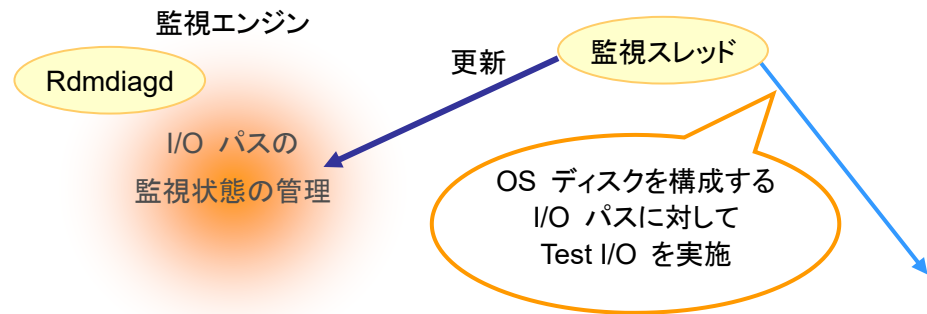 監視エンジン
Rdmdiagd
I/O パスの
監視状態の管理
更新
監視スレッド
OS ディスクを構成する
I/O パスに対して
Test I/O を実施